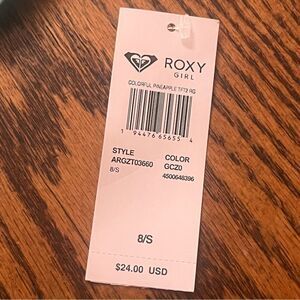 ROXY
GIRL
COLORFUL PINEAPPLE TFT2 RG
1 94476 65655 4
STYLE COLOR
ARGZT03660 GCZ0
8/S 4500648396
8/S
$24.00 USD